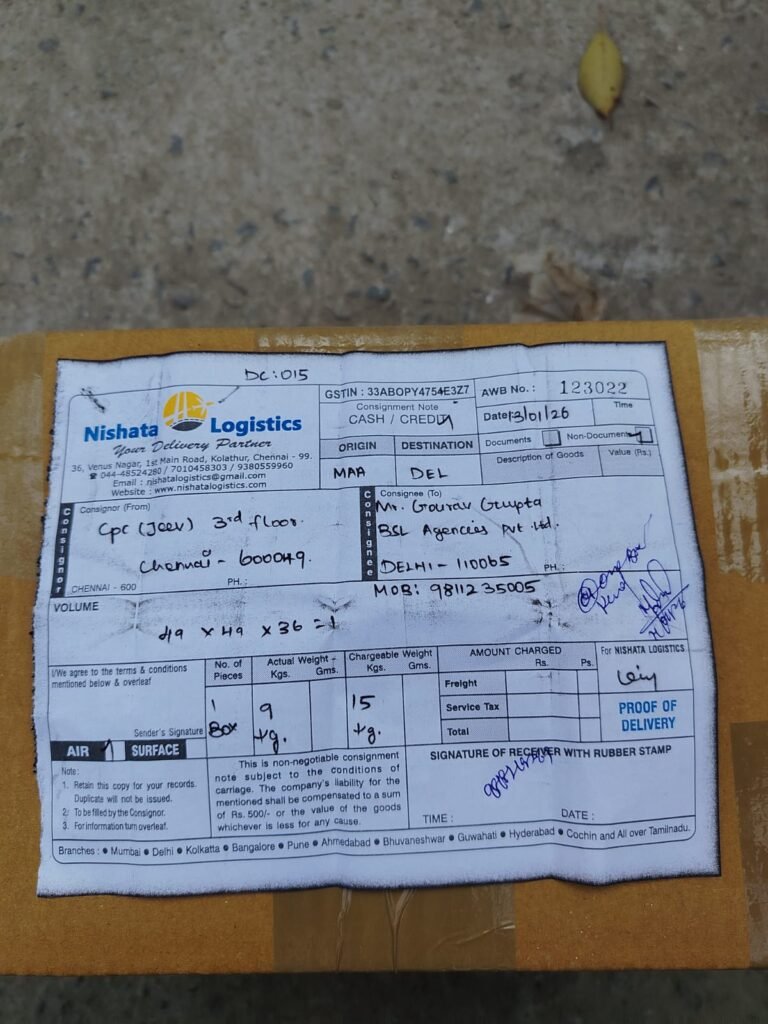 DC:015
Nishata Logistics
Your Delivery Partner
36, Venus Nagar, 1st Main Road, Kolathur, Chennai - 99.
☎ 044-48524280 / 7010458303 / 9380559960
Email : nishatalogistics@gmail.com
Website : www.nishatalogistics.com
GSTIN : 33ABOPY4754E3Z7
Consignment Note
CASH / CREDIT
AWB No. : 123022
Date 13/01/26
Time
ORIGIN DESTINATION
MAA DEL
Documents Non-Documents
Description of Goods Value (Rs.)
Consignor
Consignor (From)
Cpc (Jeev) 3rd floor.
Chennai - 600049.
CHENNAI - 600 PH. :
Consignee
Consignee (To)
Mr. Gourav Gupta
BSL Agencies Pvt Ltd.
DELHI - 110065 PH. :
MOB: 9811235005
VOLUME
49 x 49 x 36 = 1
One Box
I/We agree to the terms & conditions
mentioned below & overleaf
Sender's Signature
AIR SURFACE
No. of
Pieces
1
Box
Actual Weight -
Kgs. Gms.
9
kg.
Chargeable Weight
Kgs. Gms.
15
kg.
AMOUNT CHARGED
Rs. Ps.
Freight
Service Tax
Total
For NISHATA LOGISTICS
PROOF OF
DELIVERY
Note :
1. Retain this copy for your records.
Duplicate will not be issued.
2. To be filled by the Consignor.
3. For information turn overleaf.
This is non-negotiable consignment
note subject to the conditions of
carriage. The company's liability for the
mentioned shall be compensated to a sum
of Rs. 500/- or the value of the goods
whichever is less for any cause.
SIGNATURE OF RECEIVER WITH RUBBER STAMP
TIME : DATE :
Branches : • Mumbai • Delhi • Kolkatta • Bangalore • Pune • Ahmedabad • Bhuvaneshwar • Guwahati • Hyderabad • Cochin and All over Tamilnadu.